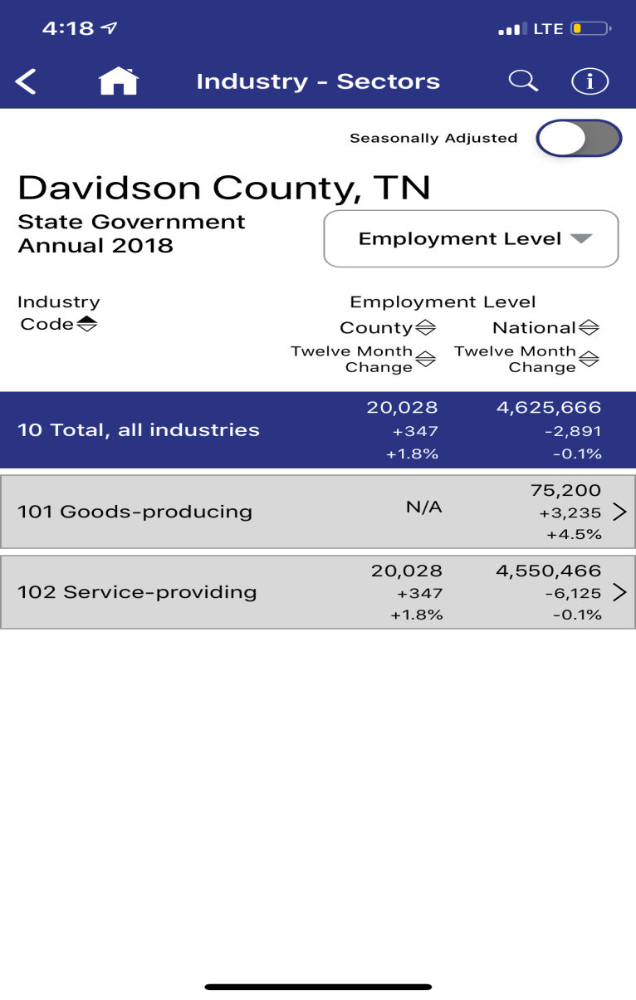 4:18 LTE
Industry - Sectors i
Seasonally Adjusted
Davidson County, TN
State Government
Annual 2018
Employment Level
Industry Employment Level
Code County National
Twelve Month Twelve Month
Change Change
20,028 4,625,666
10 Total, all industries +347 -2,891
+1.8% -0.1%
75,200
101 Goods-producing N/A +3,235
+4.5%
20,028 4,550,466
102 Service-providing +347 -6,125
+1.8% -0.1%